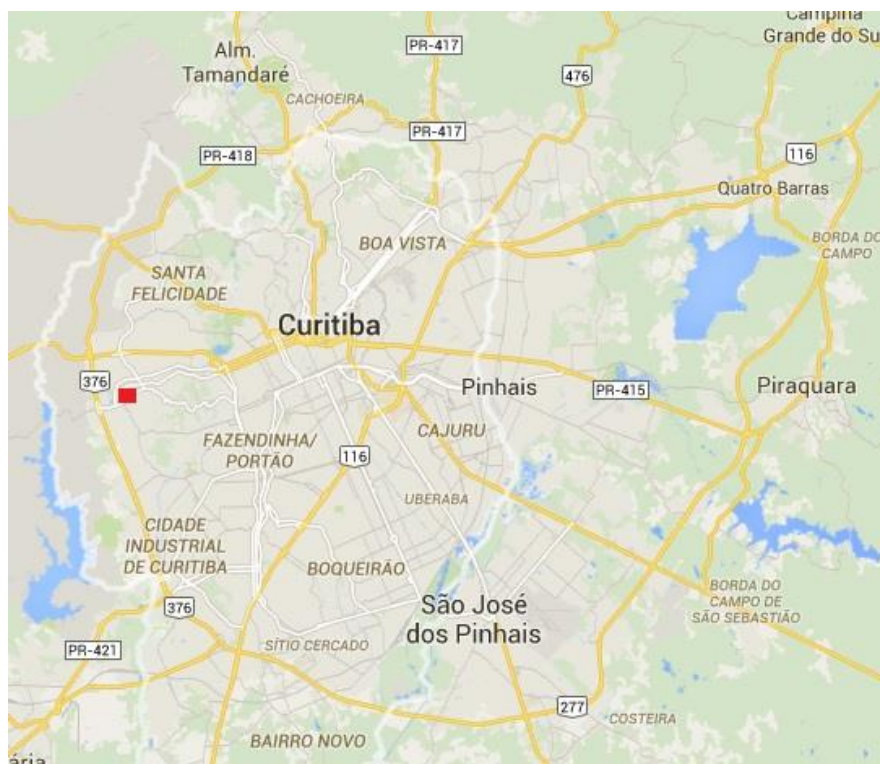 Campina
Grande do Su
Alm.
Tamandaré
PR-417
476
CACHOEIRA
PR-417
PR-418
116
Quatro Barras
BOA VISTA
BORDA DO
CAMPO
SANTA
FELICIDADE
Curitiba
376
Pinhais
PR-415
Piraquara
FAZENDINHA/
PORTÃO
CAJURU
116
UBERABA
CIDADE
INDUSTRIAL
DE CURITIBA
BOQUEIRÃO
BORDA DO
CAMPO DE
SÃO SEBASTIÃO
376
São José
dos Pinhais
SÍTIO CERCADO
PR-421
277
COSTEIRA
BAIRRO NOVO
ária